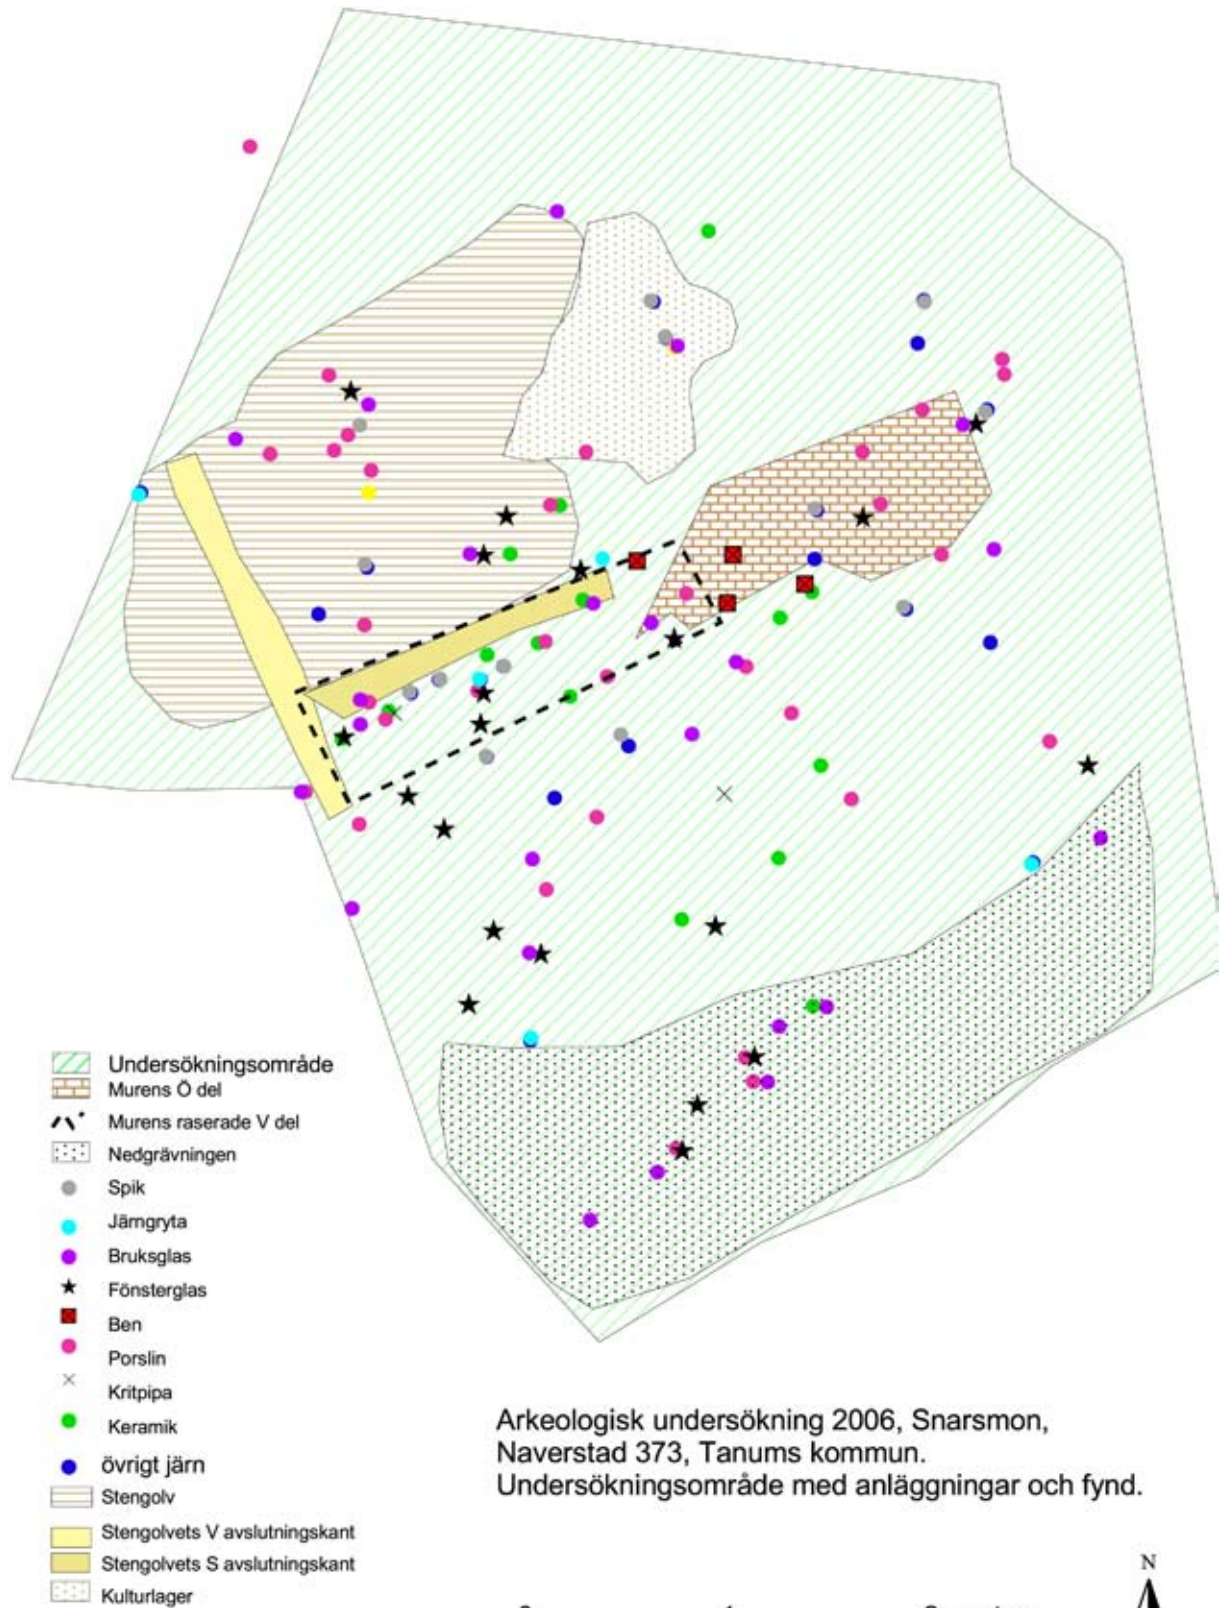 Undersökningsområde
Murens Ö del
Murens raserade V del
Nedgrävningen
Spik
Järngryta
Bruksglas
Fönsterglas
Ben
Porslin
Kritpipa
Keramik
övrigt järn
Stengolv
Stengolvets V avslutningskant
Stengolvets S avslutningskant
Kulturlager
Arkeologisk undersökning 2006, Snarsmon,
Naverstad 373, Tanums kommun.
Undersökningsområde med anläggningar och fynd.
N